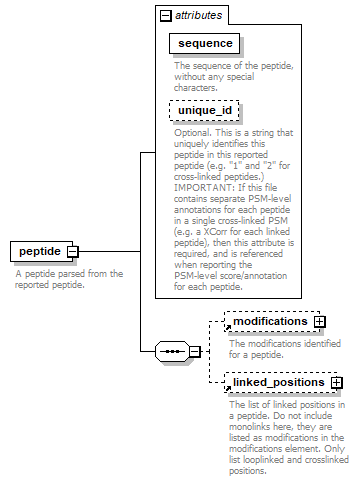 attributes
sequence
The sequence of the peptide,
without any special
characters.
unique_id
Optional. This is a string that
uniquely identifies this
peptide in this reported
peptide (e.g. "1" and "2" for
cross-linked peptides.)
IMPORTANT: If this file
contains separate PSM-level
annotations for each peptide
in a single cross-linked PSM
(e.g. a XCorr for each linked
peptide), then this attribute is
required, and is referenced
when reporting the
PSM-level score/annotation
for each peptide.
peptide
A peptide parsed from the
reported peptide.
modifications
The modifications identified
for a peptide.
linked_positions
The list of linked positions in
a peptide. Do not include
monolinks here, they are
listed as modifications in the
modifications element. Only
list looplinked and crosslinked
positions.